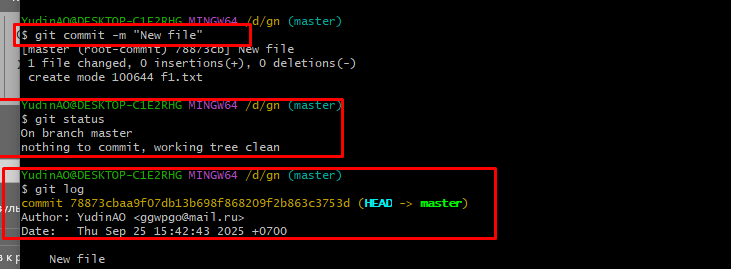 YudinAO@DESKTOP-C1E2RHG MINGW64 /d/gn (master)
$ git commit -m "New file"
[master (root-commit) 78873cb] New file
1 file changed, 0 insertions(+), 0 deletions(-)
create mode 100644 f1.txt
YudinAO@DESKTOP-C1E2RHG MINGW64 /d/gn (master)
$ git status
On branch master
nothing to commit, working tree clean
YudinAO@DESKTOP-C1E2RHG MINGW64 /d/gn (master)
$ git log
commit 78873cbaa9f07db13b698f868209f2b863c3753d (HEAD -> master)
Author: YudinAO <ggwpgo@mail.ru>
Date:   Thu Sep 25 15:42:43 2025 +0700
New file